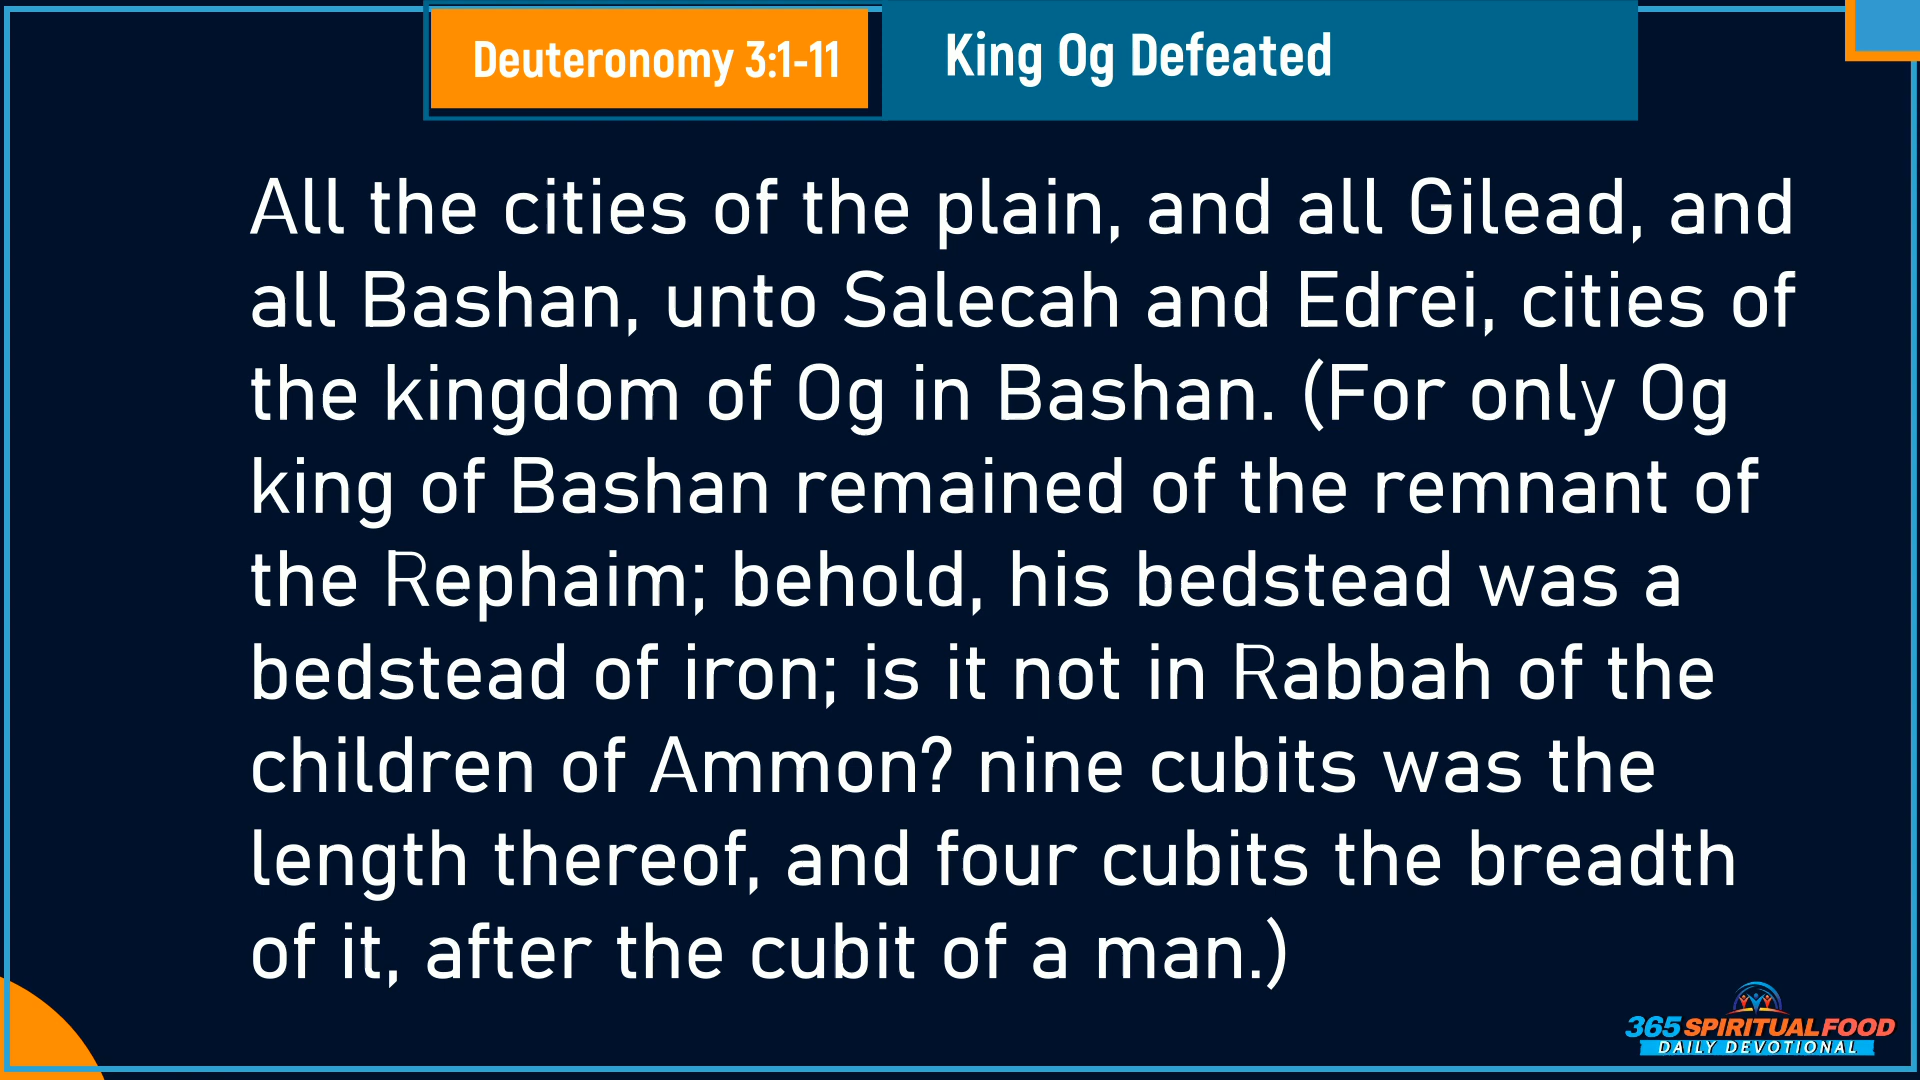 Deuteronomy 3:1-11
King Og Defeated
All the cities of the plain, and all Gilead, and
all Bashan, unto Salecah and Edrei, cities of
the kingdom of Og in Bashan. (For only Og
king of Bashan remained of the remnant of
the Rephaim; behold, his bedstead was a
bedstead of iron; is it not in Rabbah of the
children of Ammon? nine cubits was the
length thereof, and four cubits the breadth
of it, after the cubit of a man.)
365 SPIRITUAL FOOD
DAILY DEVOTIONAL